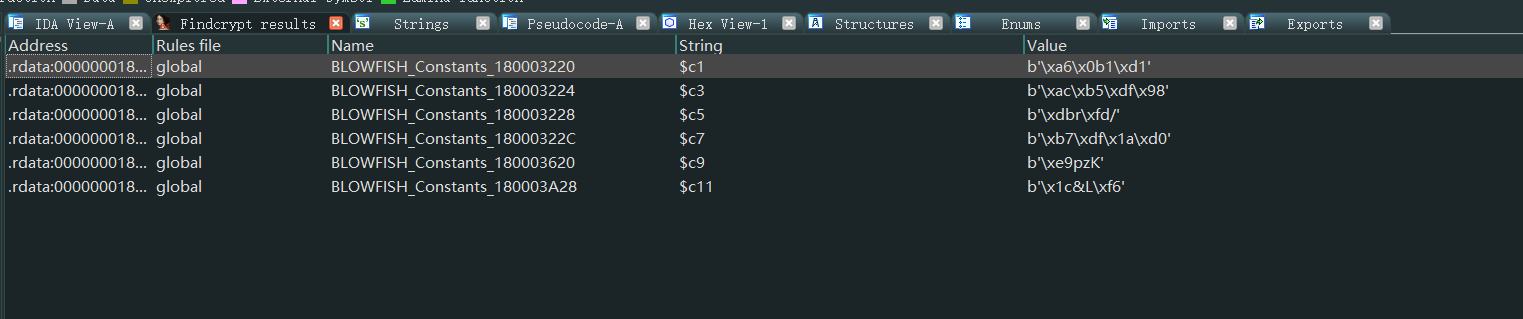 IDA View-A Findcrypt results Strings Pseudocode-A Hex View-1 Structures Enums Imports Exports
Address Rules file Name String Value
.rdata:000000018... global BLOWFISH_Constants_180003220 $c1 b'\xa6\x0b1\xd1'
.rdata:000000018... global BLOWFISH_Constants_180003224 $c3 b'\xac\xb5\xdf\x98'
.rdata:000000018... global BLOWFISH_Constants_180003228 $c5 b'\xdbr\xfd/'
.rdata:000000018... global BLOWFISH_Constants_18000322C $c7 b'\xb7\xdf\x1a\xd0'
.rdata:000000018... global BLOWFISH_Constants_180003620 $c9 b'\xe9pzK'
.rdata:000000018... global BLOWFISH_Constants_180003A28 $c11 b'\x1c&L\xf6'